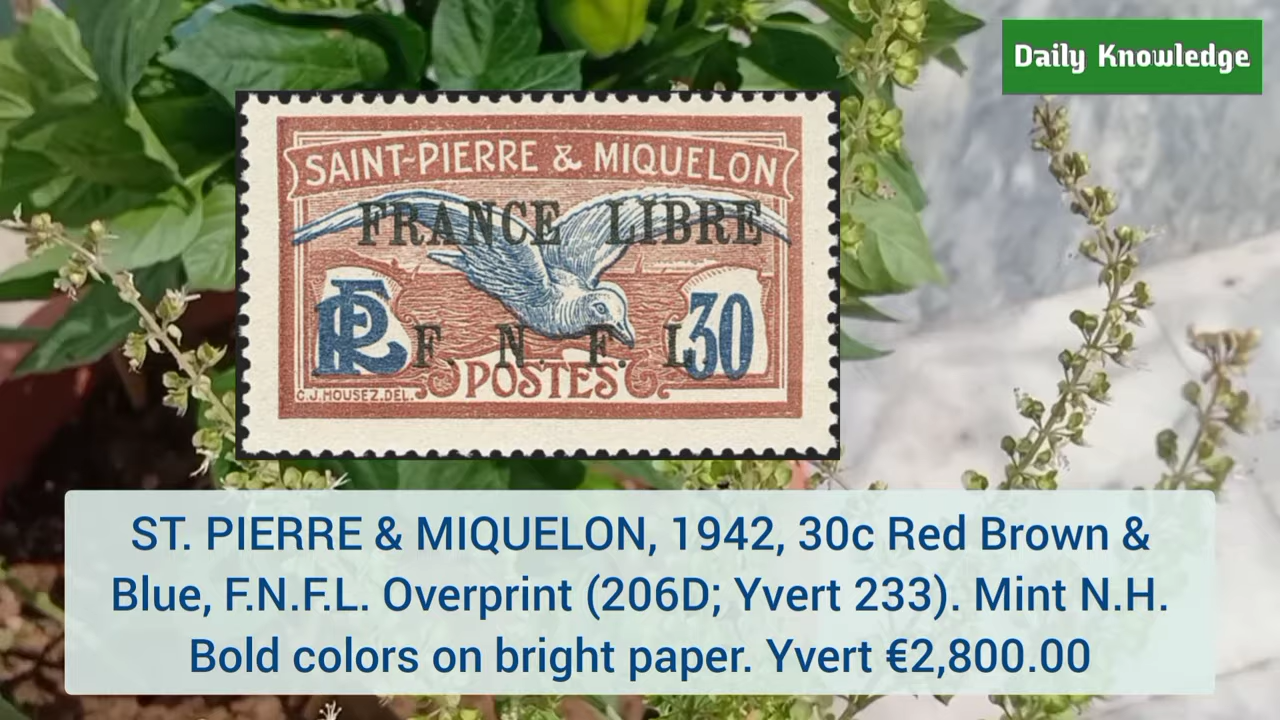 Daily Knowledge
SAINT-PIERRE & MIQUELON
FRANCE LIBRE
RF
F. N. F. L
30
POSTES
C.J.HOUSEZ.DEL.
ST. PIERRE & MIQUELON, 1942, 30c Red Brown &
Blue, F.N.F.L. Overprint (206D; Yvert 233). Mint N.H.
Bold colors on bright paper. Yvert €2,800.00